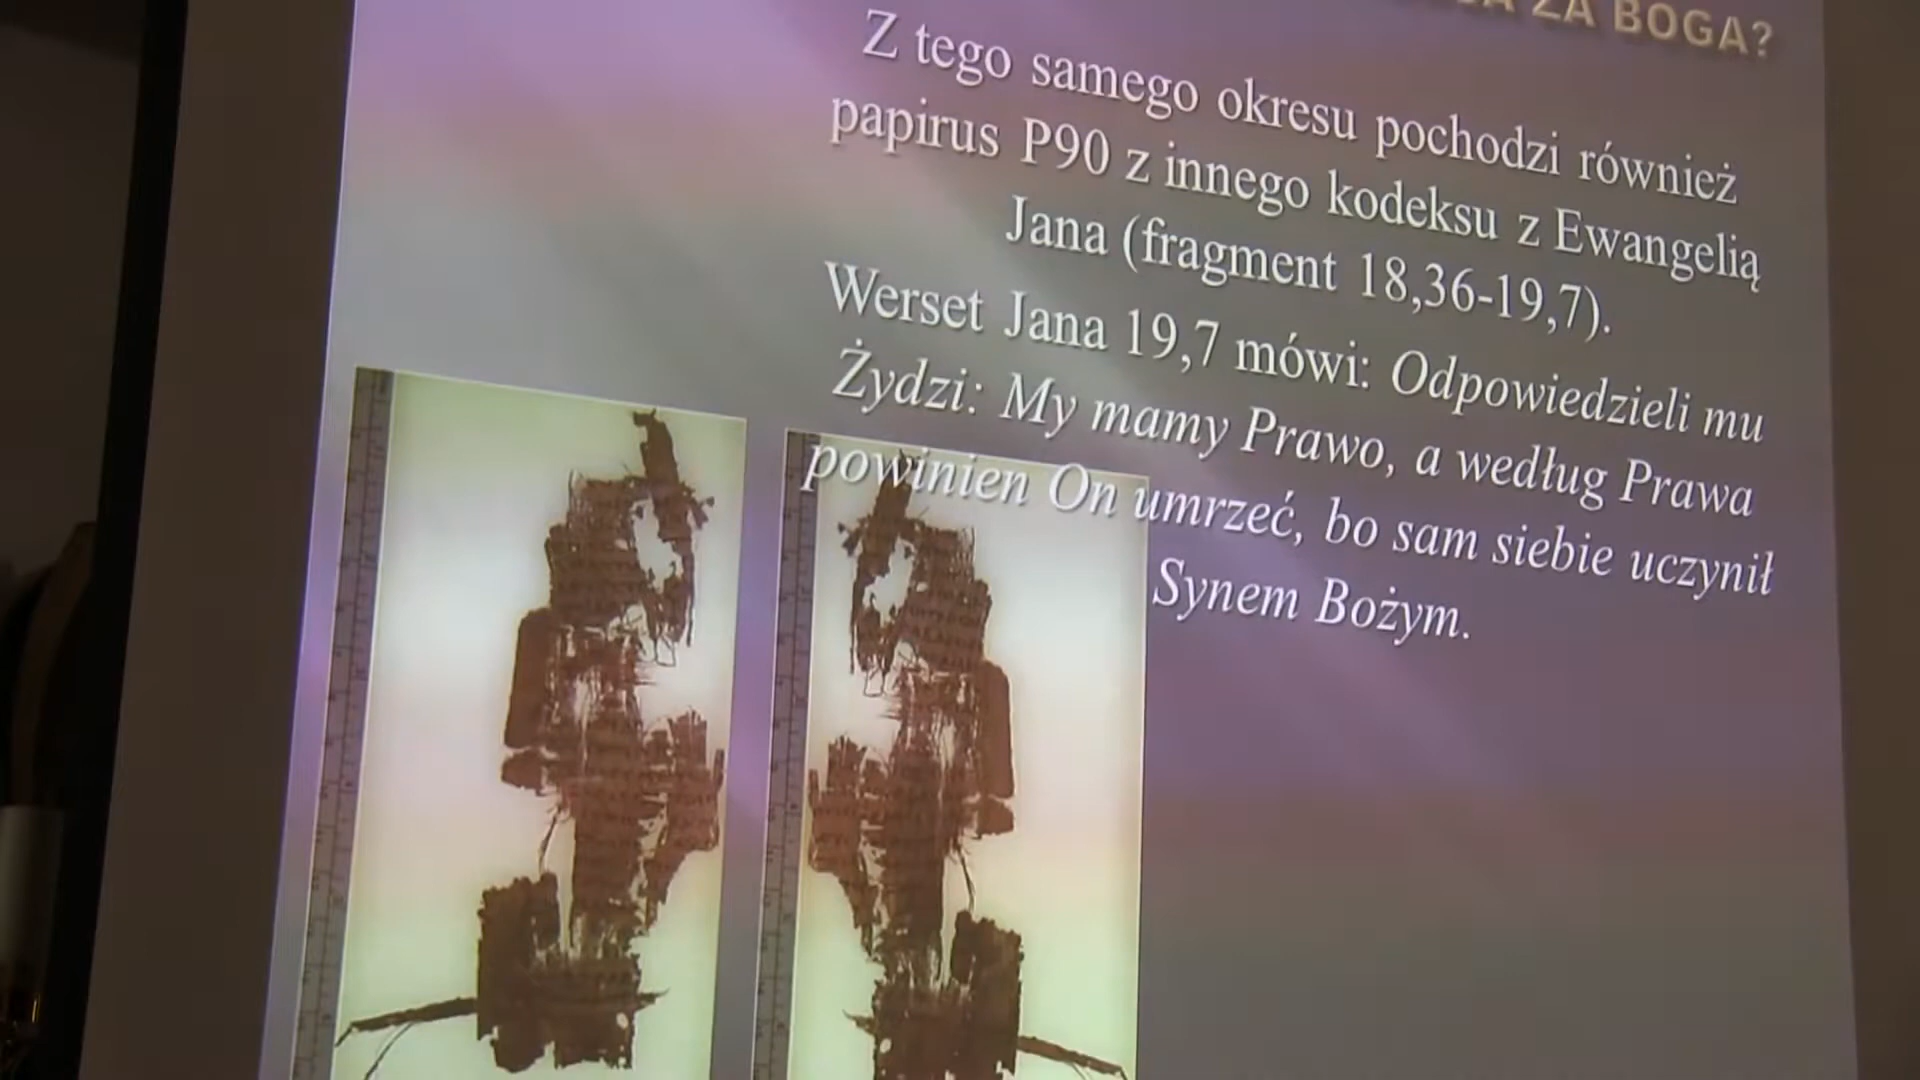 ZA BOGA?
Z tego samego okresu pochodzi również
papirus P90 z innego kodeksu z Ewangelią
Jana (fragment 18,36-19,7).
Werset Jana 19,7 mówi: Odpowiedzieli mu
Żydzi: My mamy Prawo, a według Prawa
powinien On umrzeć, bo sam siebie uczynił
Synem Bożym.